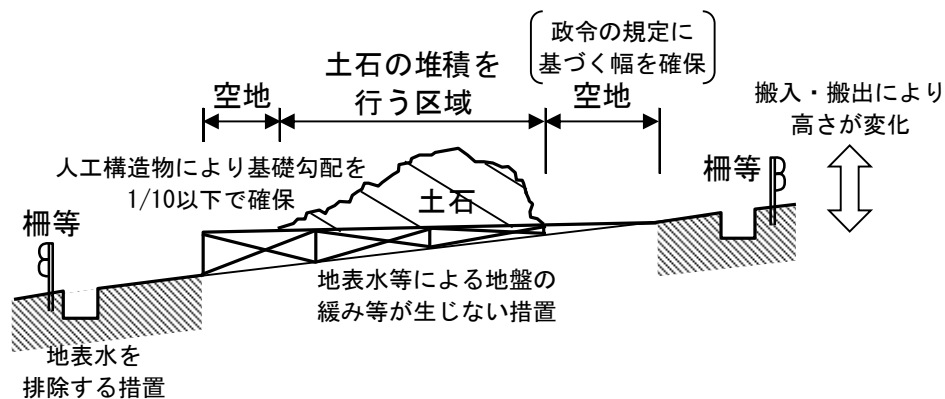 政令の規定に
基づく幅を確保
土石の堆積を
行う区域
空地
空地
搬入・搬出により
高さが変化
人工構造物により基礎勾配を
1/10以下で確保
土石
柵等
柵等
地表水等による地盤の
緩み等が生じない措置
地表水を
排除する措置